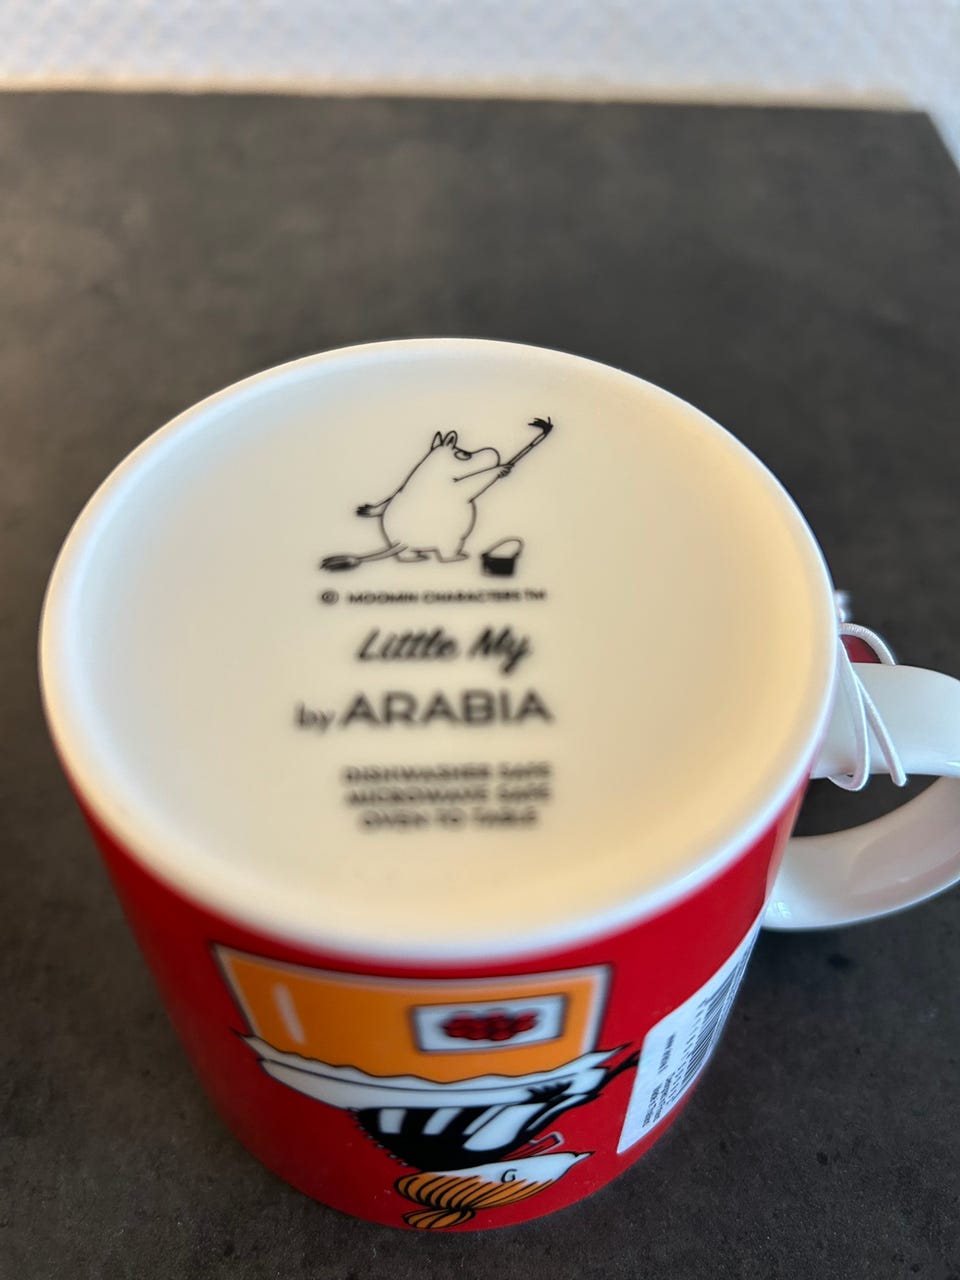 © MOOMIN CHARACTERS ™
Little My
by ARABIA
DISHWASHER SAFE
MICROWAVE SAFE
OVEN TO TABLE